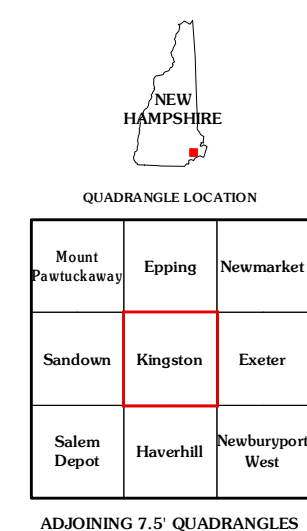 NEW
HAMPSHIRE
QUADRANGLE LOCATION
Mount
Pawtuckaway
Epping
Newmarket
Sandown
Kingston
Exeter
Salem
Depot
Haverhill
Newburyport
West
ADJOINING 7.5' QUADRANGLES